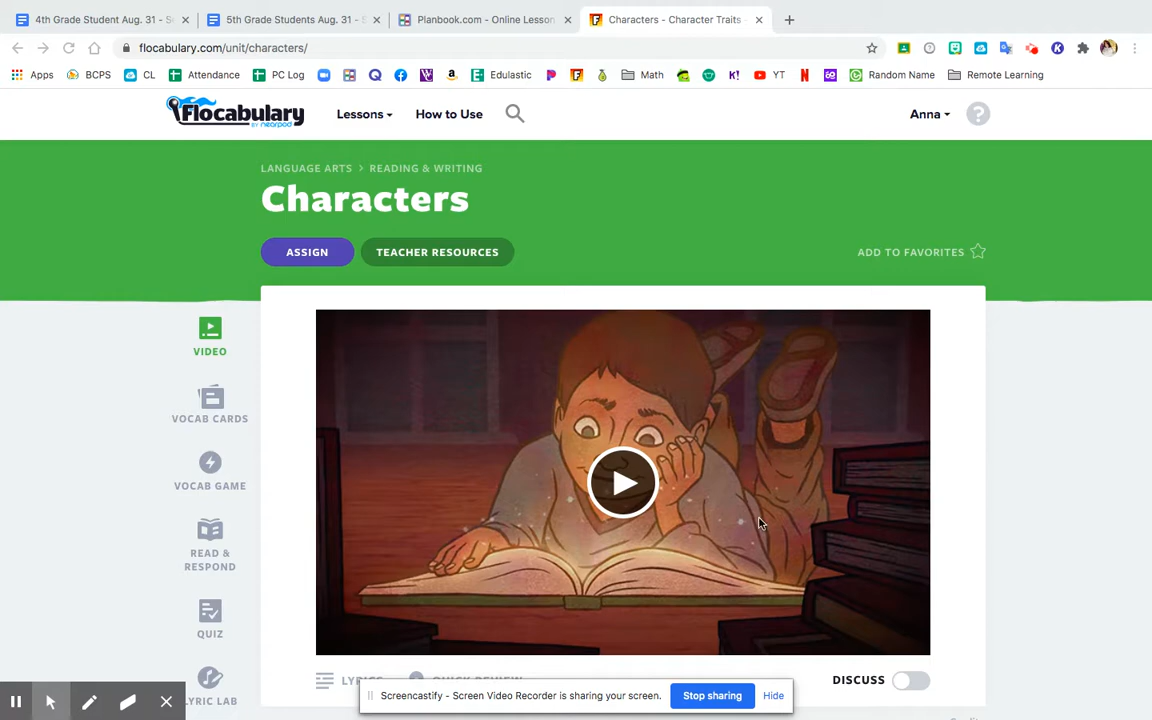 4th Grade Student Aug. 31 - S
5th Grade Students Aug. 31 -
Planbook.com - Online Lesson
Characters - Character Traits -
flocabulary.com/unit/characters/
Apps
BCPS
CL
Attendance
PC Log
Edulastic
Math
K!
YT
Random Name
Remote Learning
Flocabulary
BY nearpod
Lessons
How to Use
Anna
?
LANGUAGE ARTS > READING & WRITING
Characters
ASSIGN
TEACHER RESOURCES
ADD TO FAVORITES
VIDEO
VOCAB CARDS
VOCAB GAME
READ &
RESPOND
QUIZ
LYRIC LAB
DISCUSS
Screencastify - Screen Video Recorder is sharing your screen.
Stop sharing
Hide